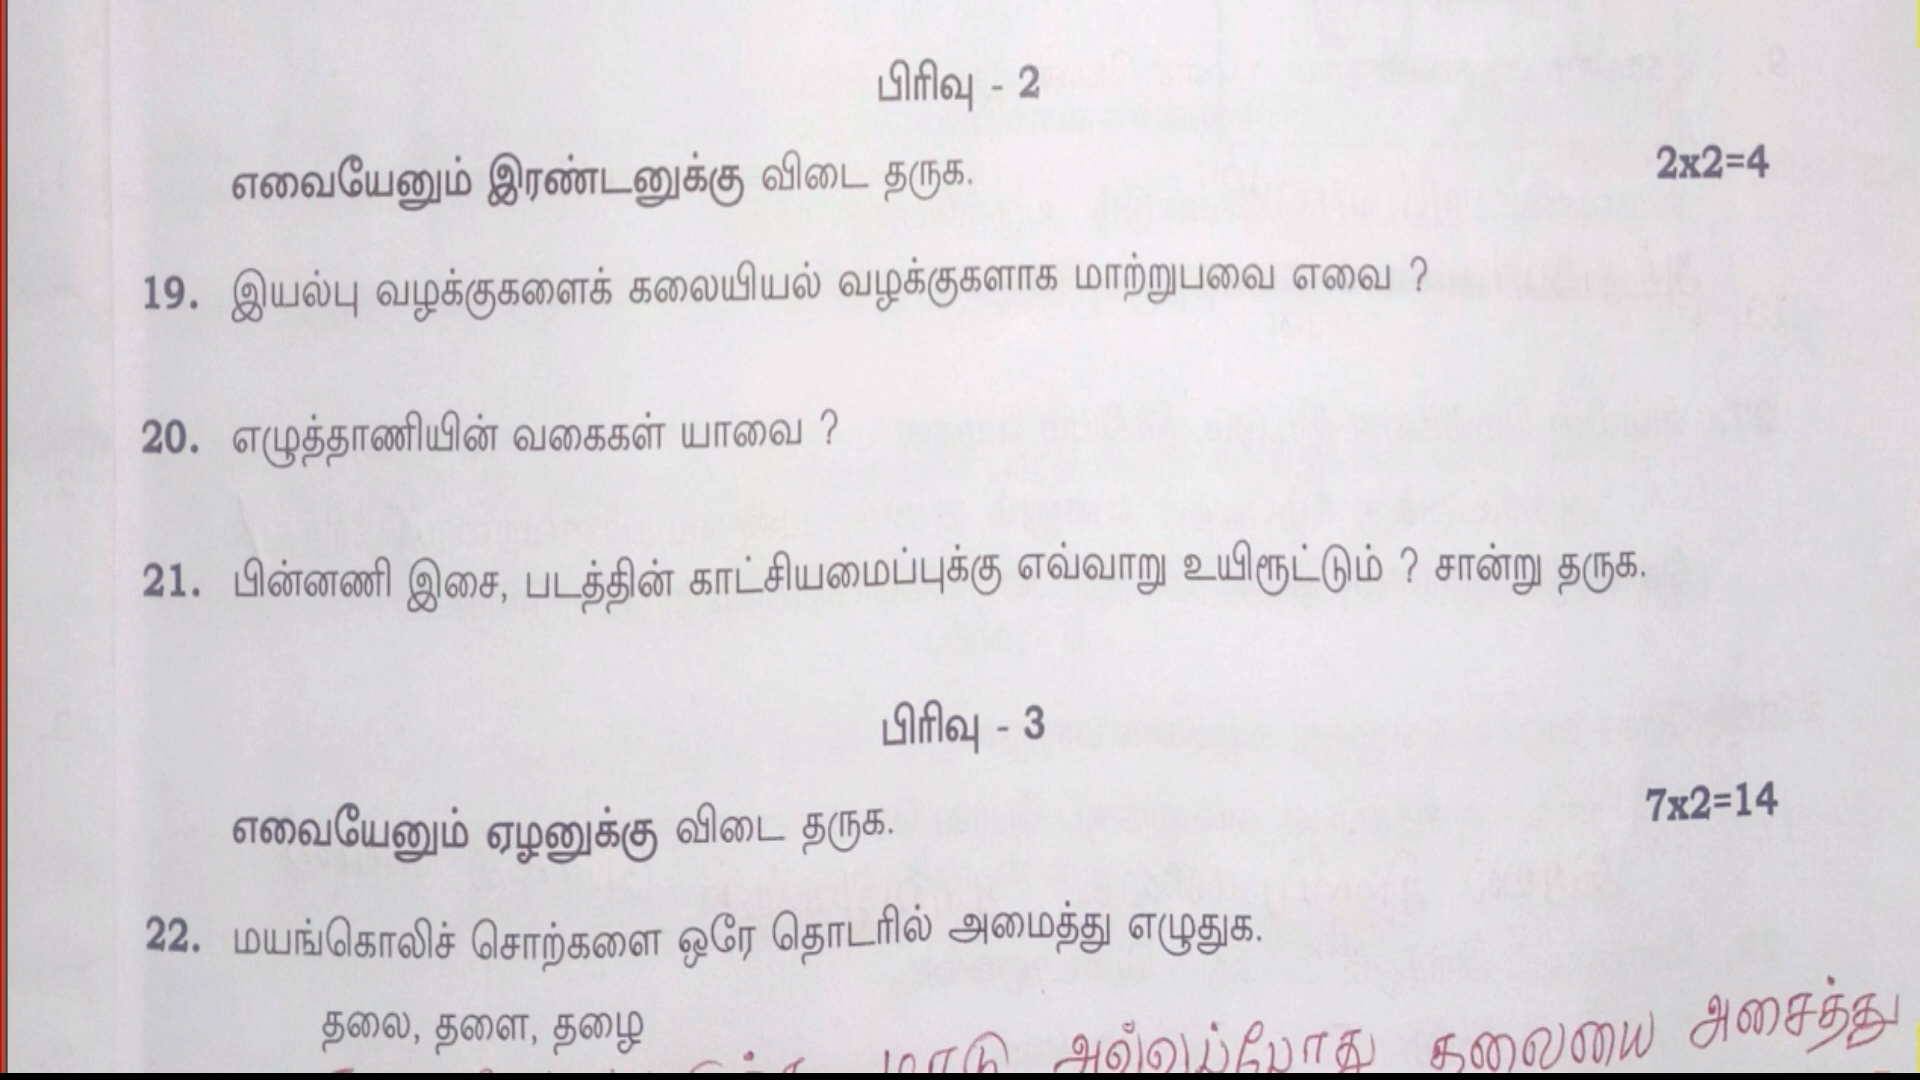 பிரிவு - 2
எவையேனும் இரண்டனுக்கு விடை தருக. 2x2=4
19. இயல்பு வழக்குகளைக் கலையியல் வழக்குகளாக மாற்றுபவை எவை ?
20. எழுத்தாணியின் வகைகள் யாவை ?
21. பின்னணி இசை, படத்தின் காட்சியமைப்புக்கு எவ்வாறு உயிரூட்டும் ? சான்று தருக.
பிரிவு - 3
எவையேனும் ஏழனுக்கு விடை தருக. 7x2=14
22. மயங்கொலிச் சொற்களை ஒரே தொடரில் அமைத்து எழுதுக.
தலை, தளை, தழை
மாடு அவ்வப்போது தலையை அசைத்து